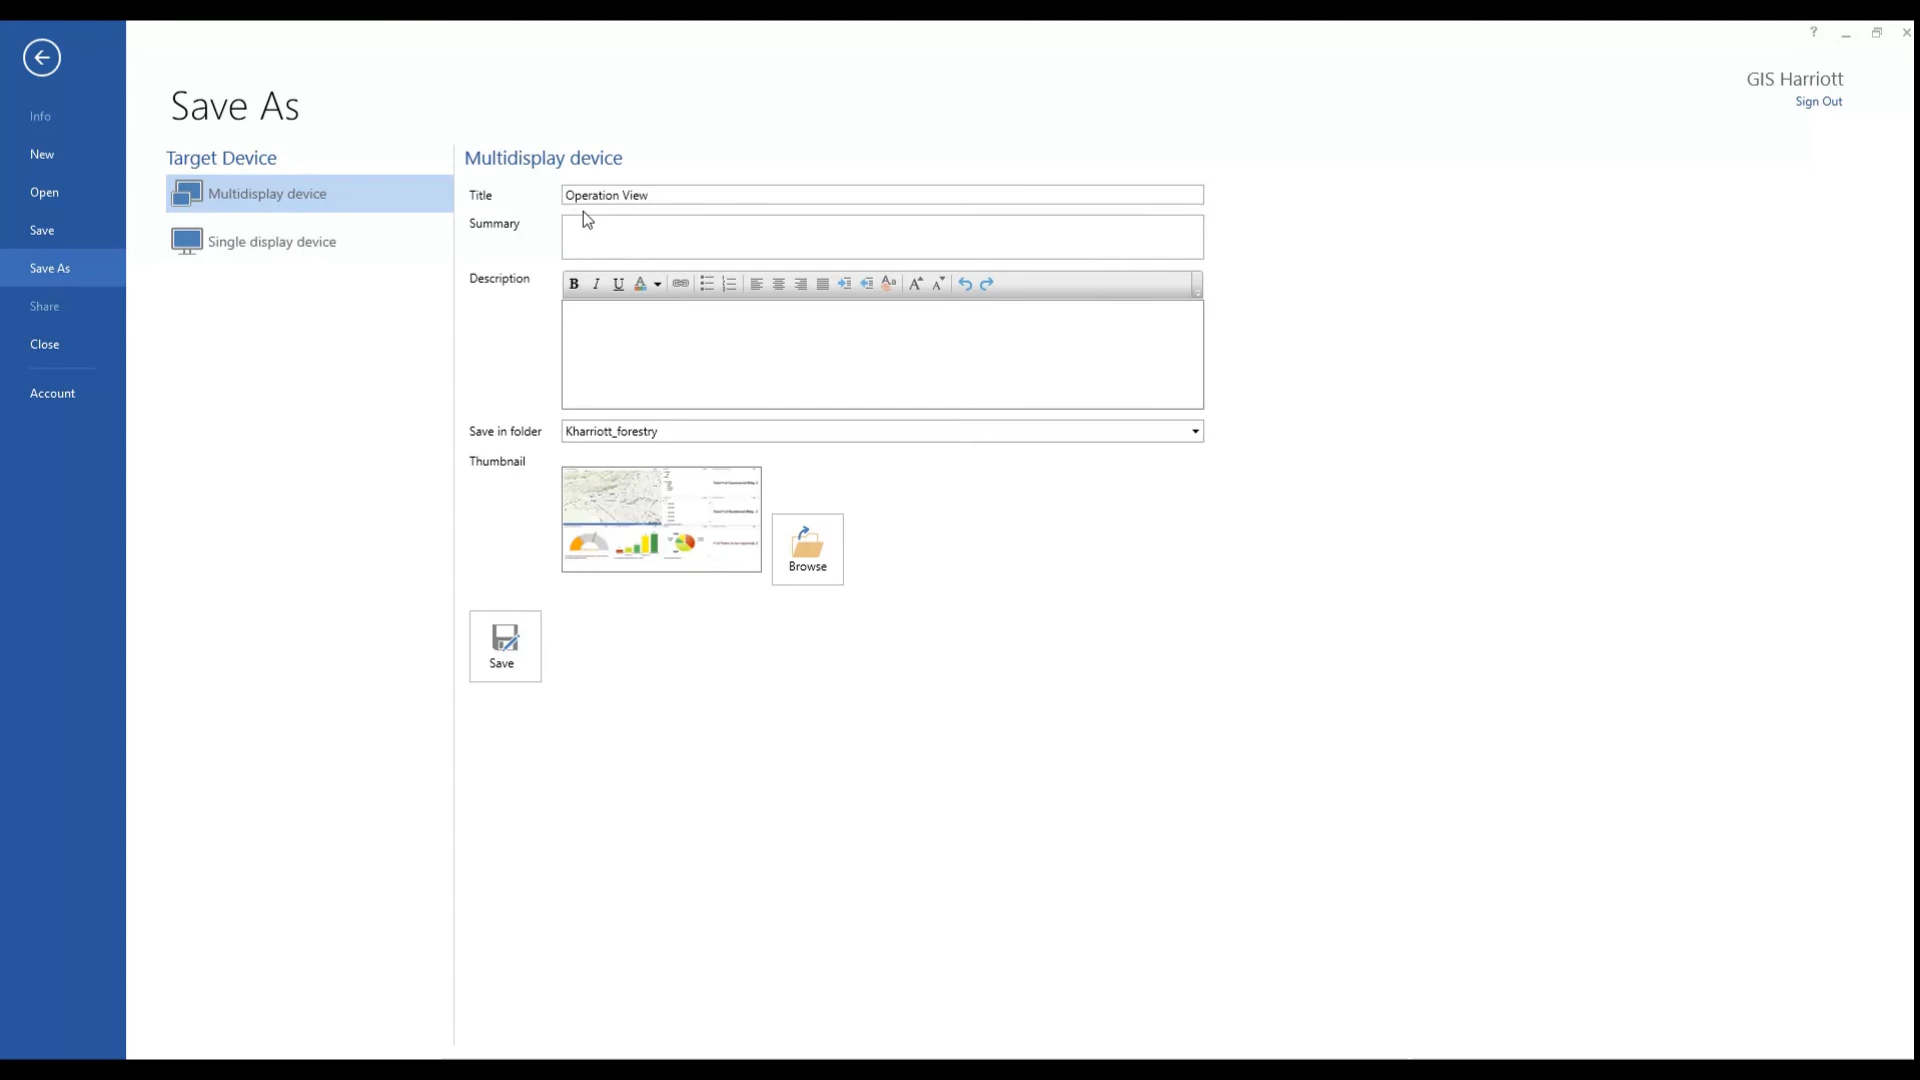 ?
GIS Harriott
Sign Out
Info
New
Open
Save
Save As
Share
Close
Account
Save As
Target Device
Multidisplay device
Single display device
Multidisplay device
Title Operation View
Summary
Description
B I U
Save in folder Kharriott_forestry
Thumbnail
Browse
Save